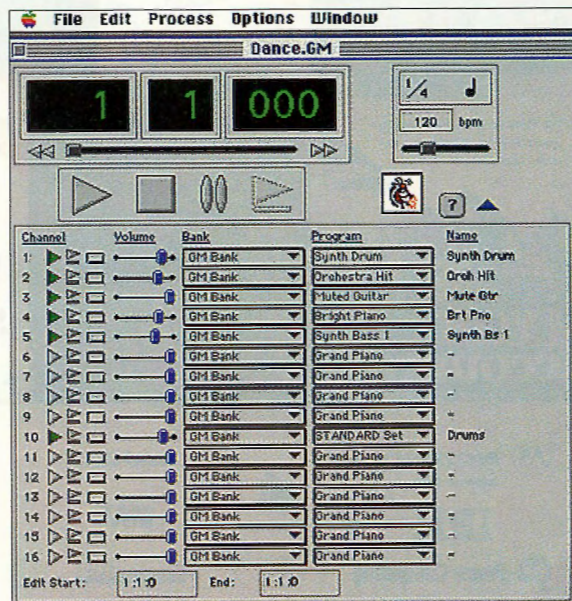 File Edit Process Options Window
Dance.GM
1 1 000
1/4
120 bpm
?
Channel Volume Bank Program Name
1 GM Bank Synth Drum Synth Drum
2 GM Bank Orchestra Hit Orch Hit
3 GM Bank Muted Guitar Mute Gtr
4 GM Bank Bright Piano Brt Pno
5 GM Bank Synth Bass 1 Synth Bs 1
6 GM Bank Grand Piano -
7 GM Bank Grand Piano -
8 GM Bank Grand Piano -
9 GM Bank Grand Piano -
10 GM Bank STANDARD Set Drums
11 GM Bank Grand Piano -
12 GM Bank Grand Piano -
13 GM Bank Grand Piano -
14 GM Bank Grand Piano -
15 GM Bank Grand Piano -
16 GM Bank Grand Piano -
Edit Start: 1:1:0 End: 1:1:0